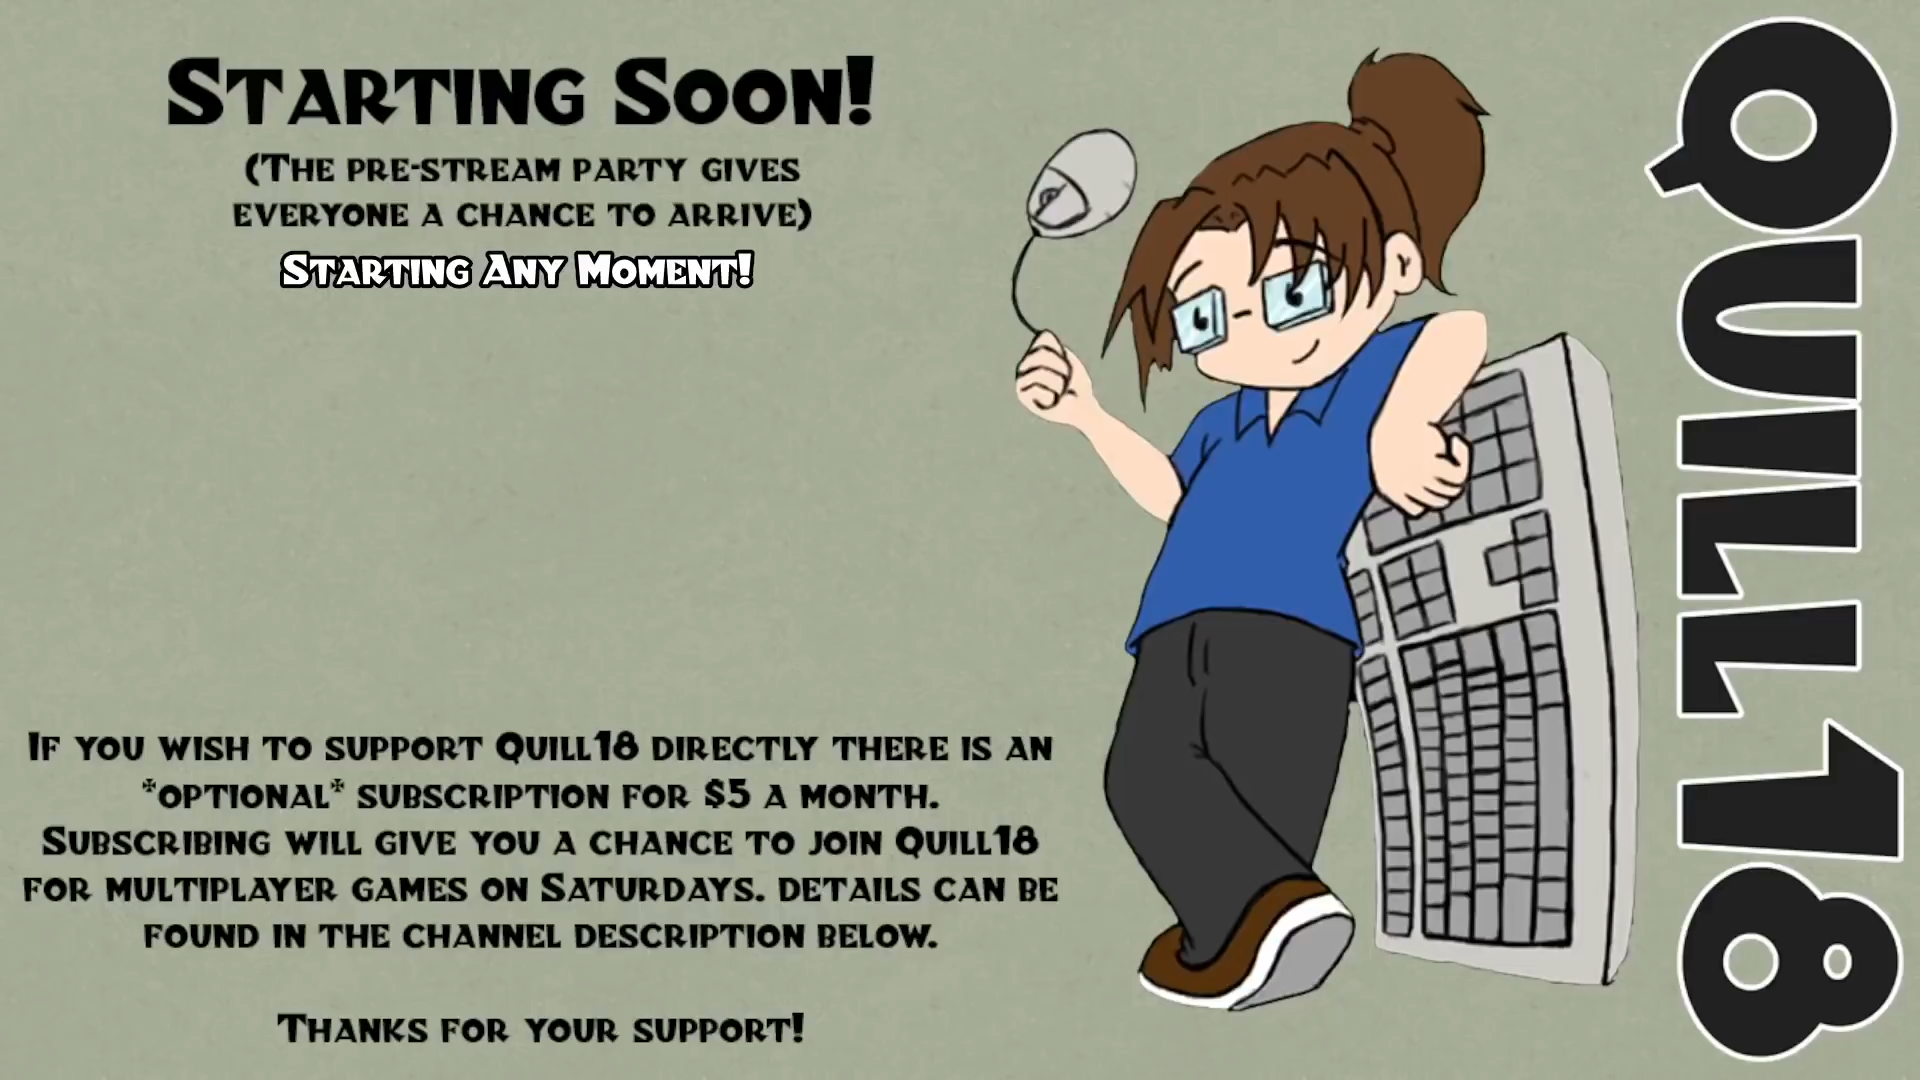 Starting Soon!
(The pre-stream party gives
everyone a chance to arrive)
Starting Any Moment!
If you wish to support Quill18 directly there is an
*optional* subscription for $5 a month.
Subscribing will give you a chance to join Quill18
for multiplayer games on Saturdays. details can be
found in the channel description below.
Thanks for your support!
QUILL18